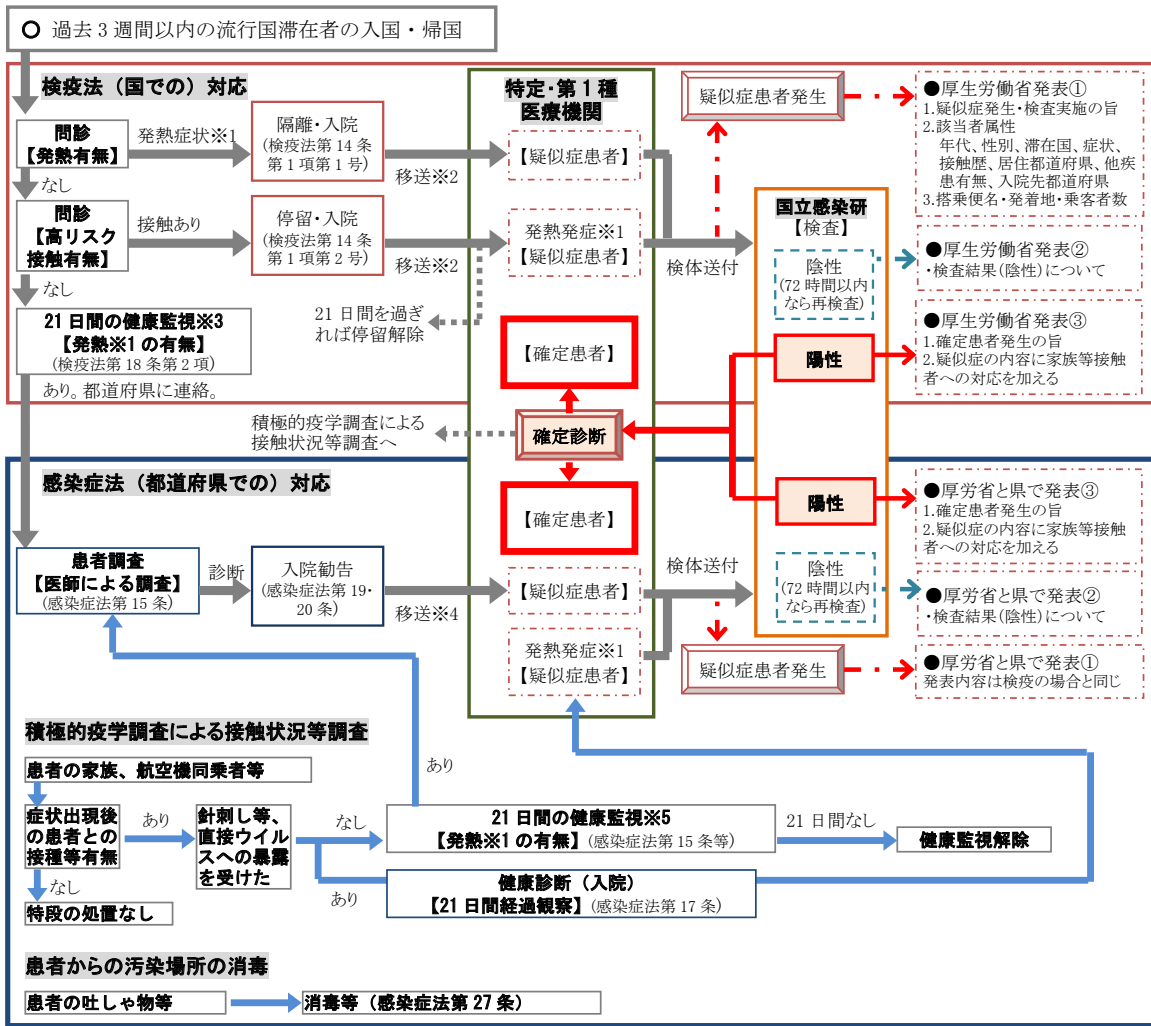 ○ 過去3週間以内の流行国滞在者の入国・帰国
検疫法（国での）対応
問診
【発熱有無】
発熱症状※1
隔離・入院
(検疫法第14条
第1項第1号)
移送※2
なし
問診
【高リスク
接触有無】
接触あり
停留・入院
(検疫法第14条
第1項第2号)
移送※2
なし
21日間を過ぎ
れば停留解除
21日間の健康監視※3
【発熱※1の有無】
(検疫法第18条第2項)
あり。都道府県に連絡。
特定・第1種
医療機関
【疑似症患者】
発熱発症※1
【疑似症患者】
【確定患者】
確定診断
【確定患者】
【疑似症患者】
発熱発症※1
【疑似症患者】
積極的疫学調査による
接触状況等調査へ
疑似症患者発生
検体送付
国立感染研
【検査】
陰性
(72時間以内
なら再検査)
陽性
陽性
陰性
(72時間以内
なら再検査)
検体送付
疑似症患者発生
●厚生労働省発表①
1.疑似症発生・検査実施の旨
2.該当者属性
年代、性別、滞在国、症状、
接触歴、居住都道府県、他疾
患有無、入院先都道府県
3.搭乗便名・発着地・乗客者数
●厚生労働省発表②
・検査結果(陰性)について
●厚生労働省発表③
1.確定患者発生の旨
2.疑似症の内容に家族等接触
者への対応を加える
●厚労省と県で発表③
1.確定患者発生の旨
2.疑似症の内容に家族等接触
者への対応を加える
●厚労省と県で発表②
・検査結果(陰性)について
●厚労省と県で発表①
発表内容は検疫の場合と同じ
感染症法（都道府県での）対応
患者調査
【医師による調査】
(感染症法第15条)
診断
入院勧告
(感染症法第19・
20条)
移送※4
積極的疫学調査による接触状況等調査
患者の家族、航空機同乗者等
症状出現後
の患者との
接種等有無
あり
針刺し等、
直接ウイル
スへの暴露
を受けた
なし
21日間の健康監視※5
【発熱※1の有無】(感染症法第15条等)
あり
21日間なし
健康監視解除
なし
特段の処置なし
あり
健康診断（入院）
【21日間経過観察】(感染症法第17条)
患者からの汚染場所の消毒
患者の吐しゃ物等
消毒等（感染症法第27条）